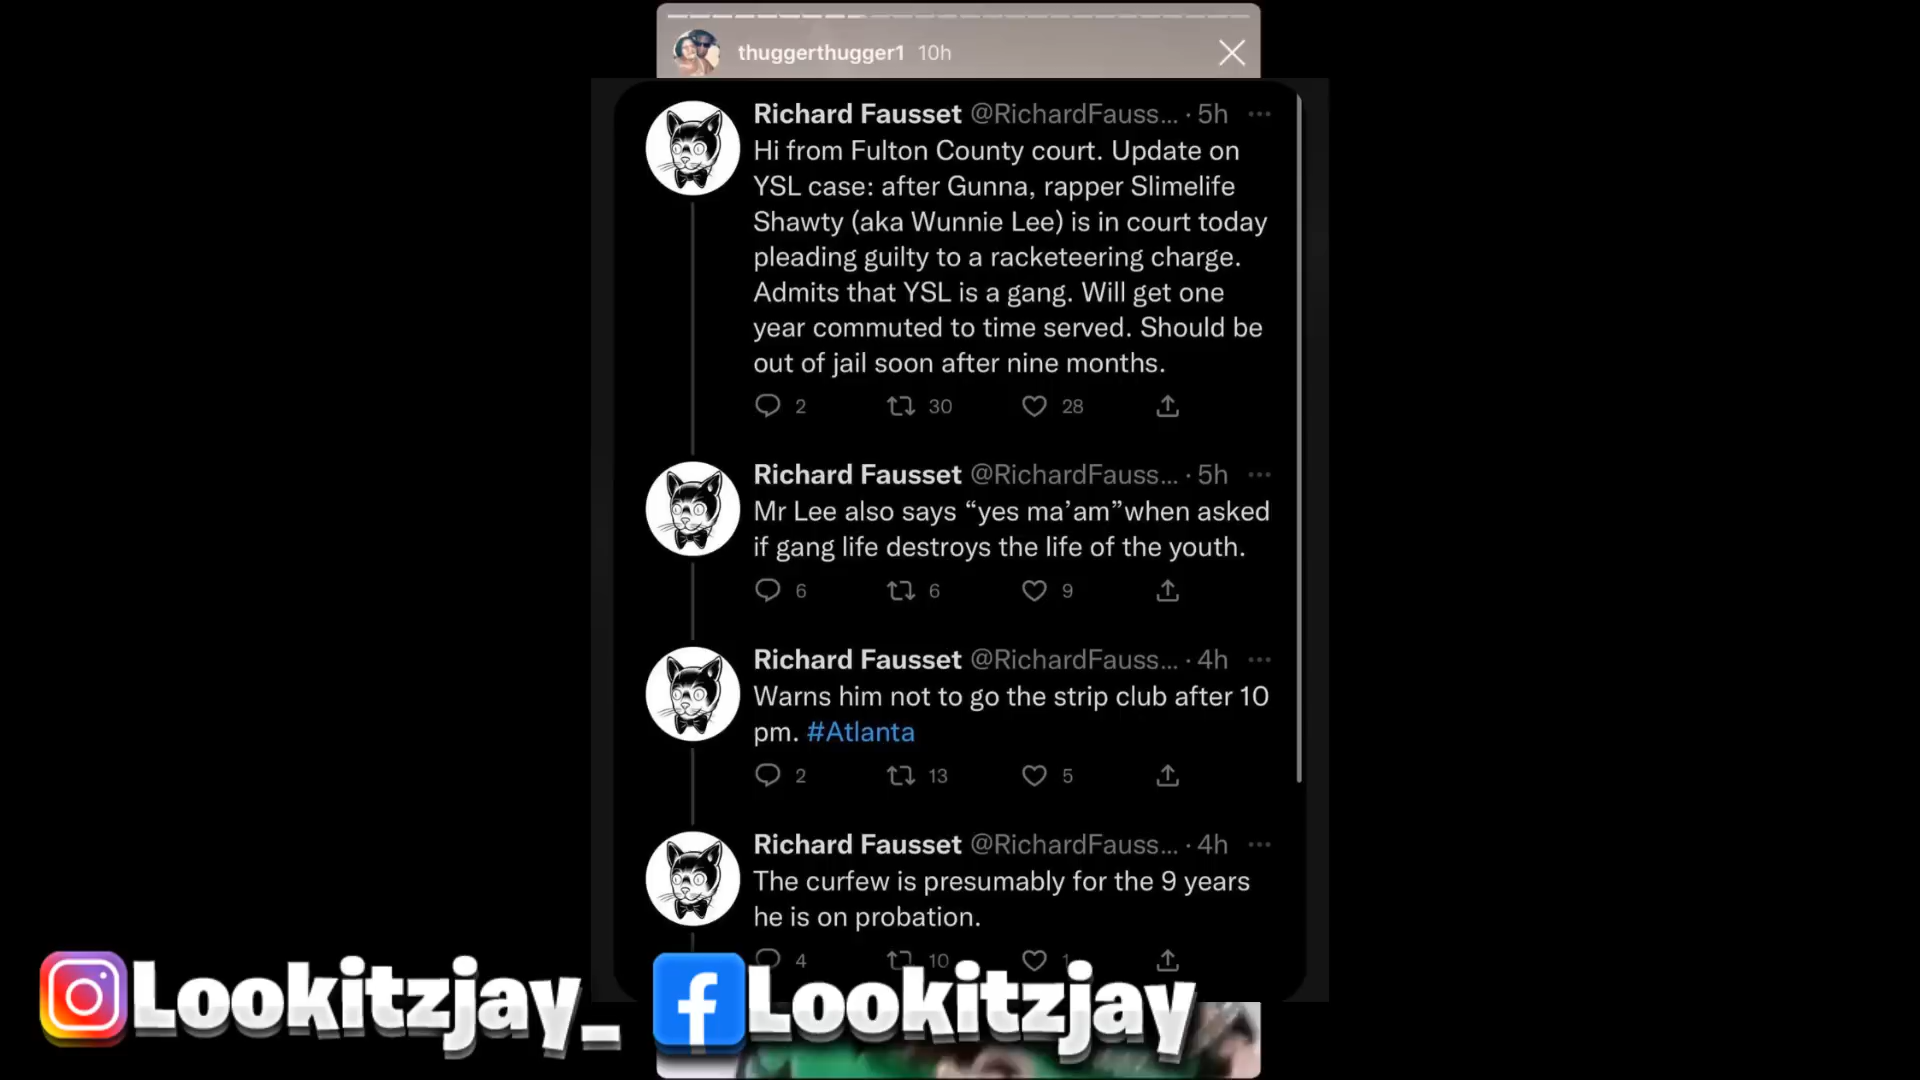 thuggerthugger1 10h
Richard Fausset @RichardFauss... · 5h
Hi from Fulton County court. Update on
YSL case: after Gunna, rapper Slimelife
Shawty (aka Wunnie Lee) is in court today
pleading guilty to a racketeering charge.
Admits that YSL is a gang. Will get one
year commuted to time served. Should be
out of jail soon after nine months.
2 30 28
Richard Fausset @RichardFauss... · 5h
Mr Lee also says “yes ma’am”when asked
if gang life destroys the life of the youth.
6 6 9
Richard Fausset @RichardFauss... · 4h
Warns him not to go the strip club after 10
pm. #Atlanta
2 13 5
Richard Fausset @RichardFauss... · 4h
The curfew is presumably for the 9 years
he is on probation.
4 10
Lookitzjay_ Lookitzjay